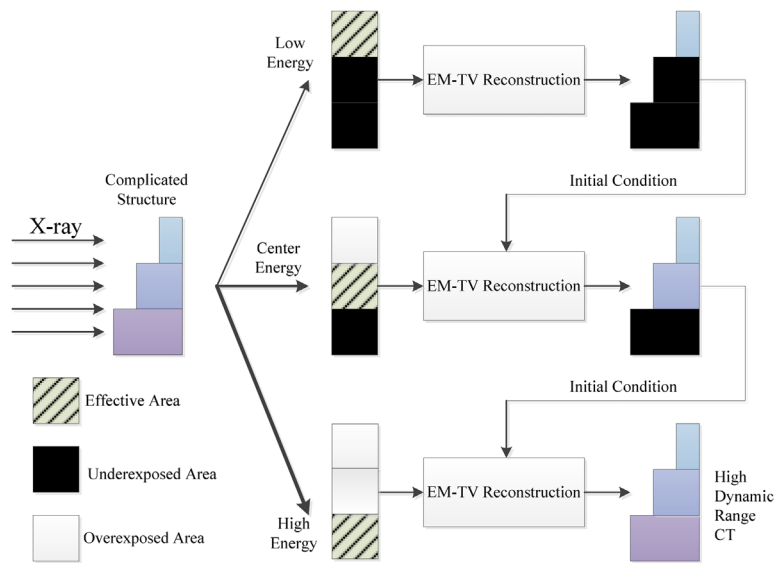 Low
Energy
EM-TV Reconstruction
Initial Condition
Complicated
Structure
X-ray
Center
Energy
EM-TV Reconstruction
Initial Condition
Effective Area
Underexposed Area
Overexposed Area
High
Energy
EM-TV Reconstruction
High
Dynamic
Range
CT